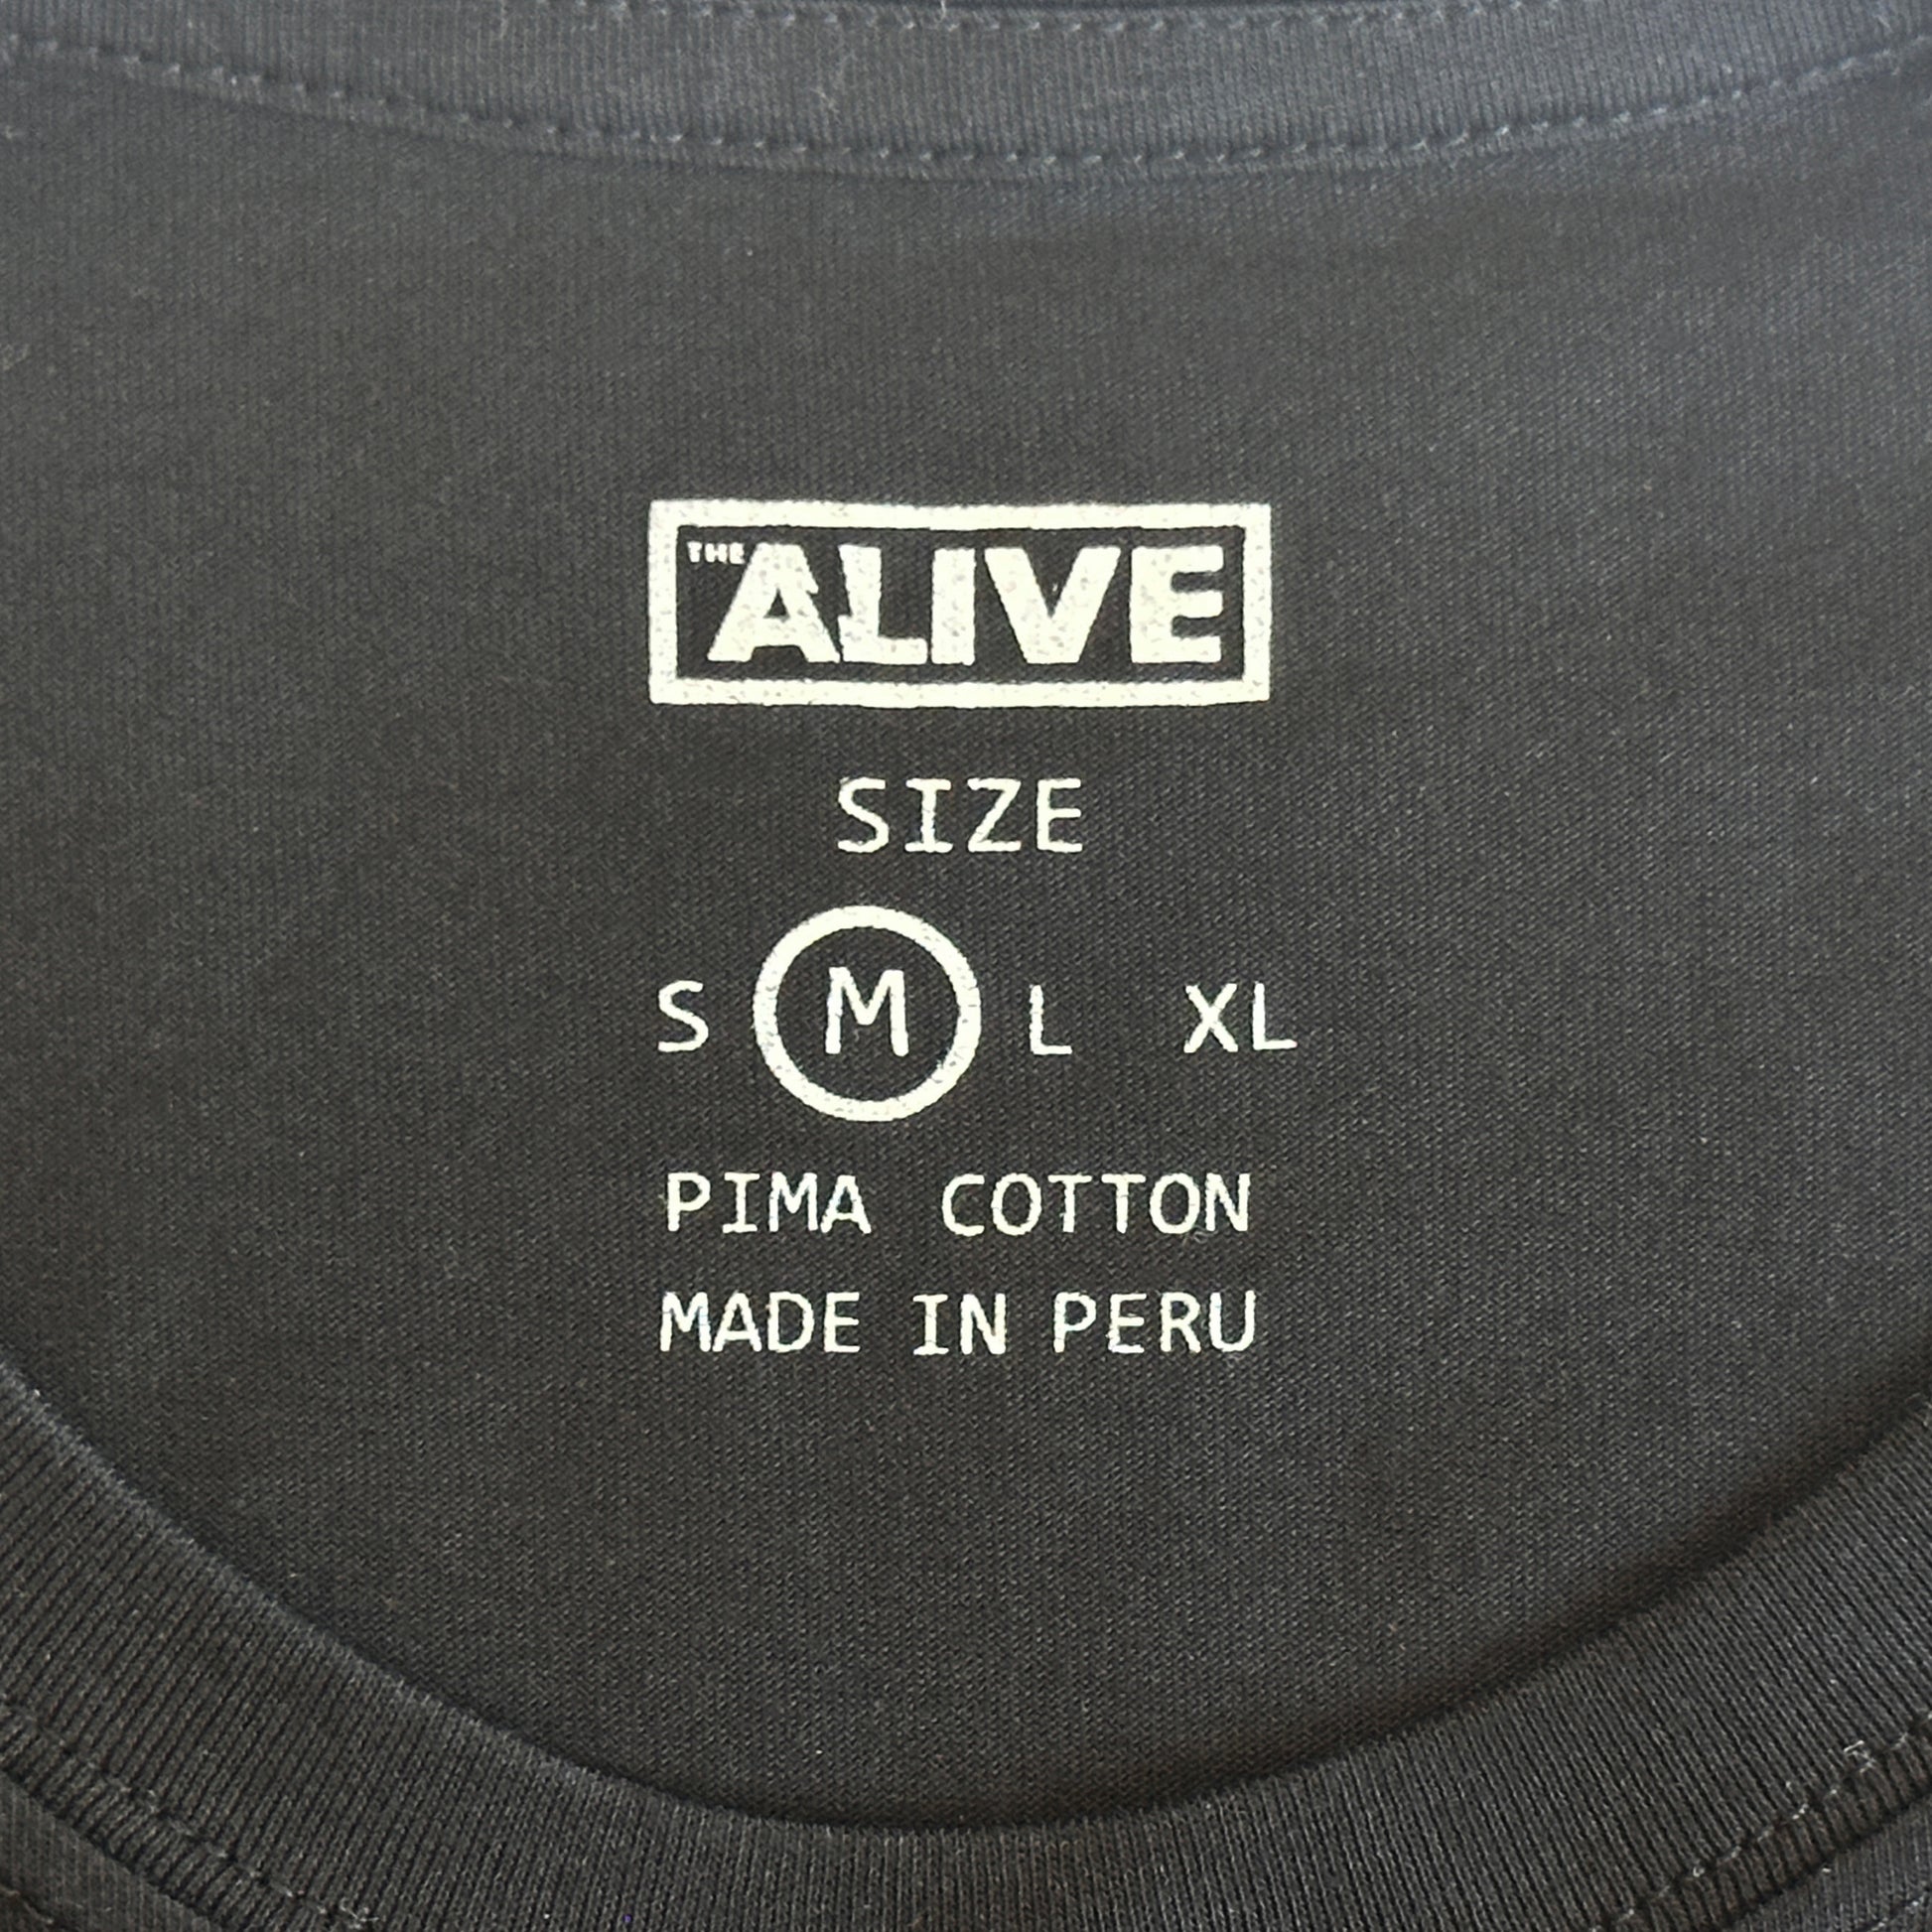 THE ALIVE
SIZE
S M L XL
PIMA COTTON
MADE IN PERU